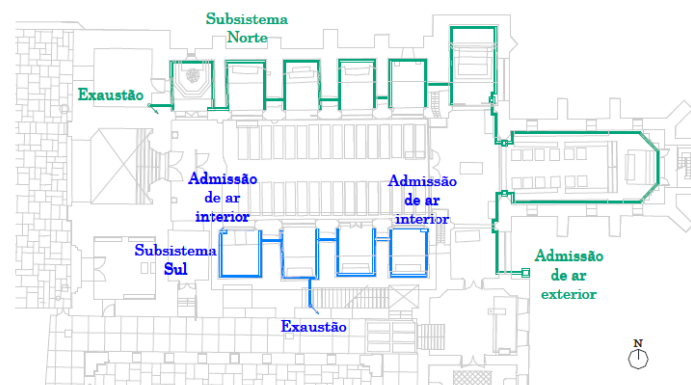 Subsistema
Norte
Exaustão
Admissão
de ar
interior
Admissão
de ar
interior
Subsistema
Sul
Admissão
de ar
exterior
Exaustão
N